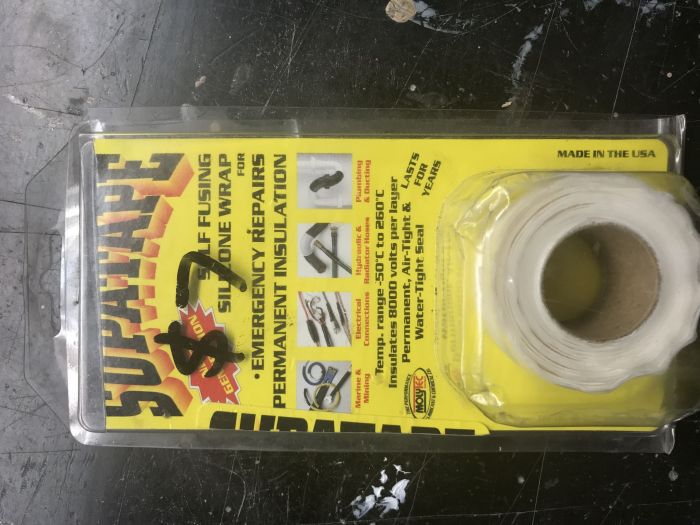 SUPATAPE
$7
SELF FUSING
SILICONE WRAP
FOR
• EMERGENCY REPAIRS
PERMANENT INSULATION
Marine &
Mining
Electrical
Connections
Hydraulic &
Radiator Hoses
Plumbing
& Ducting
Temp. range -50°C to 260°C
Insulates 8000 volts per layer
Permanent, Air-Tight &
Water-Tight Seal
LASTS
FOR
YEARS
MOLYTEC
MADE IN THE USA
SUPATAPE